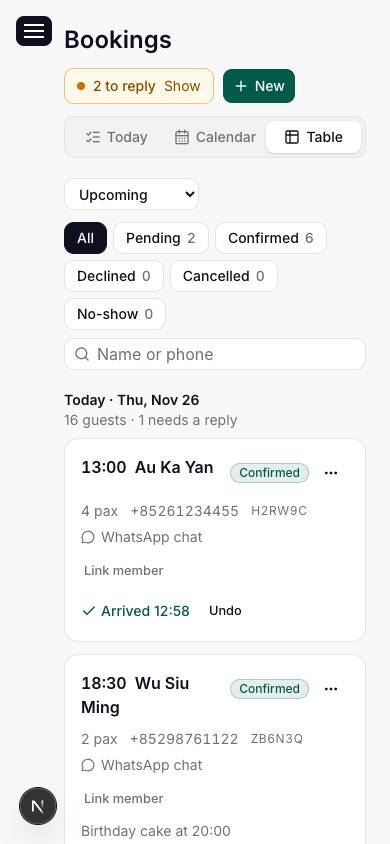 Bookings
2 to reply Show
New
Today Calendar Table
Upcoming
All Pending 2 Confirmed 6
Declined 0 Cancelled 0
No-show 0
Name or phone
Today · Thu, Nov 26
16 guests · 1 needs a reply
13:00 Au Ka Yan Confirmed
4 pax +85261234455 H2RW9C
WhatsApp chat
Link member
Arrived 12:58 Undo
18:30 Wu Siu Ming Confirmed
2 pax +85298761122 ZB6N3Q
WhatsApp chat
Link member
Birthday cake at 20:00
N